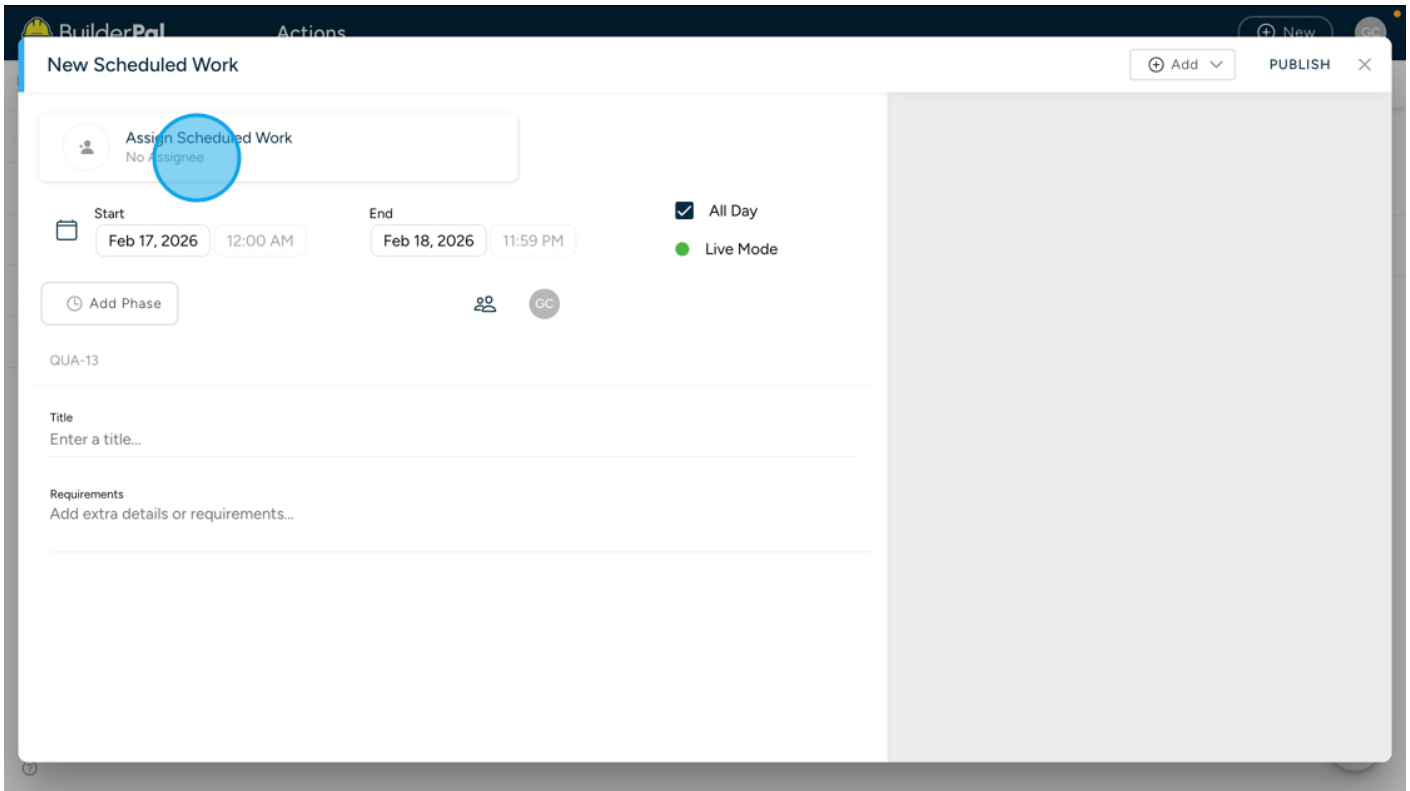 BuilderPal Actions New GC
New Scheduled Work Add PUBLISH
Assign Scheduled Work
No Assignee
Start End All Day
Feb 17, 2026 12:00 AM Feb 18, 2026 11:59 PM
Live Mode
Add Phase GC
QUA-13
Title
Enter a title...
Requirements
Add extra details or requirements...